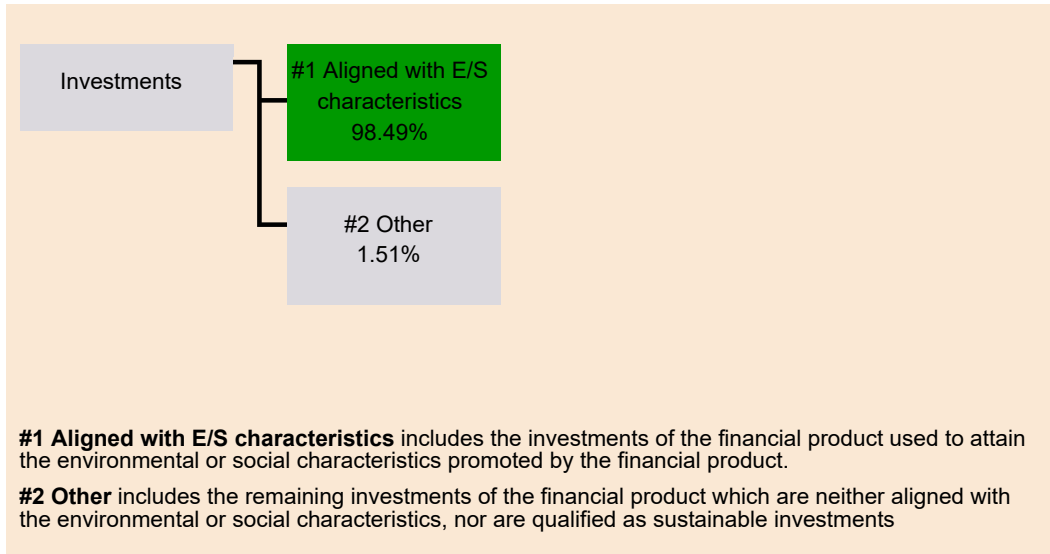 Investments
#1 Aligned with E/S
characteristics
98.49%
#2 Other
1.51%
#1 Aligned with E/S characteristics includes the investments of the financial product used to attain
the environmental or social characteristics promoted by the financial product.
#2 Other includes the remaining investments of the financial product which are neither aligned with
the environmental or social characteristics, nor are qualified as sustainable investments